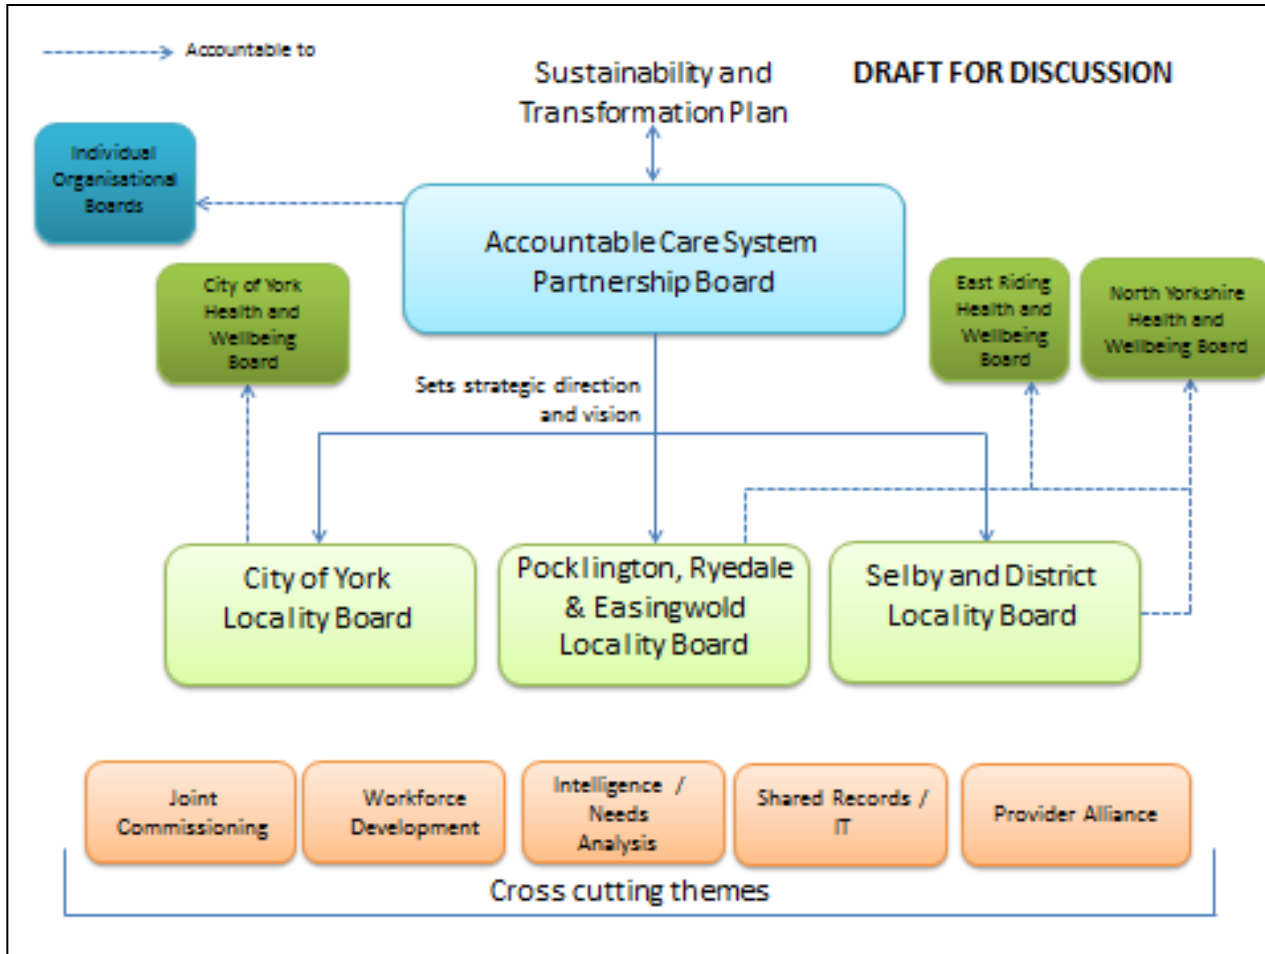 Accountable to
Sustainability and
Transformation Plan
DRAFT FOR DISCUSSION
Individual
Organisational
Boards
Accountable Care System
Partnership Board
City of York
Health and
Wellbeing
Board
East Riding
Health and
Wellbeing
Board
North Yorkshire
Health and
Wellbeing Board
Sets strategic direction
and vision
City of York
Locality Board
Pocklington, Ryedale
& Easingwold
Locality Board
Selby and District
Locality Board
Joint
Commissioning
Workforce
Development
Intelligence /
Needs
Analysis
Shared Records /
IT
Provider Alliance
Cross cutting themes